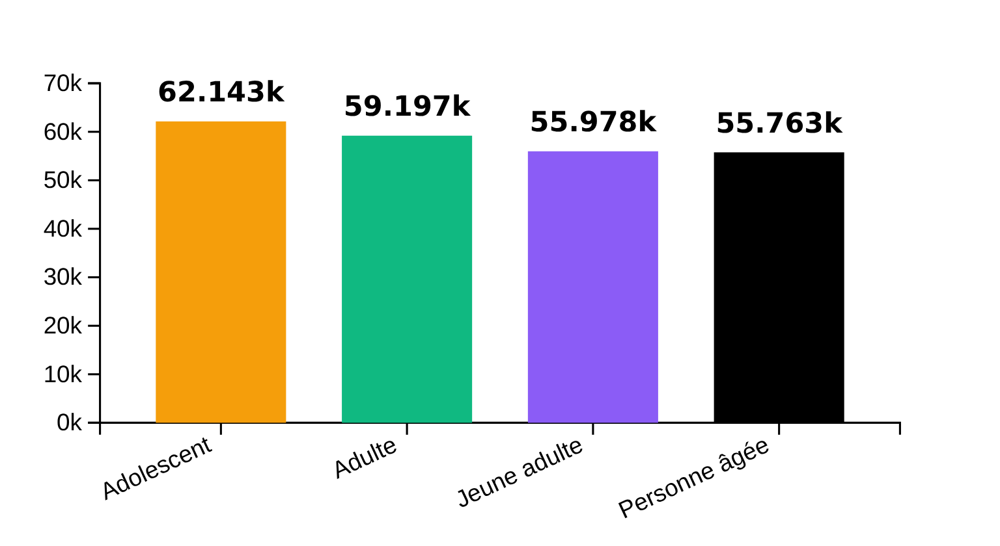 70k
60k
50k
40k
30k
20k
10k
0k
62.143k
59.197k
55.978k
55.763k
Adolescent
Adulte
Jeune adulte
Personne âgée